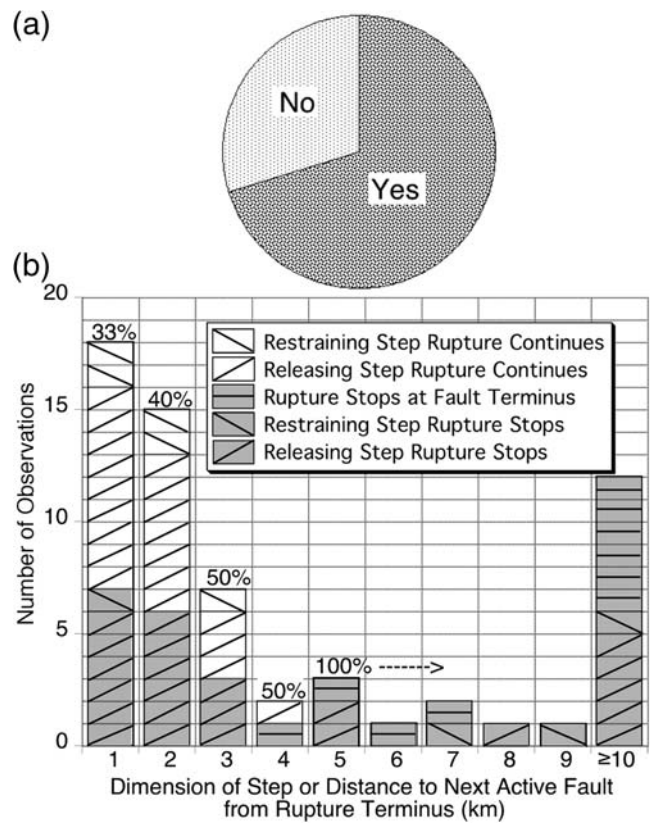 (a)
No
Yes
(b)
20
15
10
5
0
Number of Observations
33%
40%
50%
50%
100%
Restraining Step Rupture Continues
Releasing Step Rupture Continues
Rupture Stops at Fault Terminus
Restraining Step Rupture Stops
Releasing Step Rupture Stops
1 2 3 4 5 6 7 8 9 ≥10
Dimension of Step or Distance to Next Active Fault
from Rupture Terminus (km)